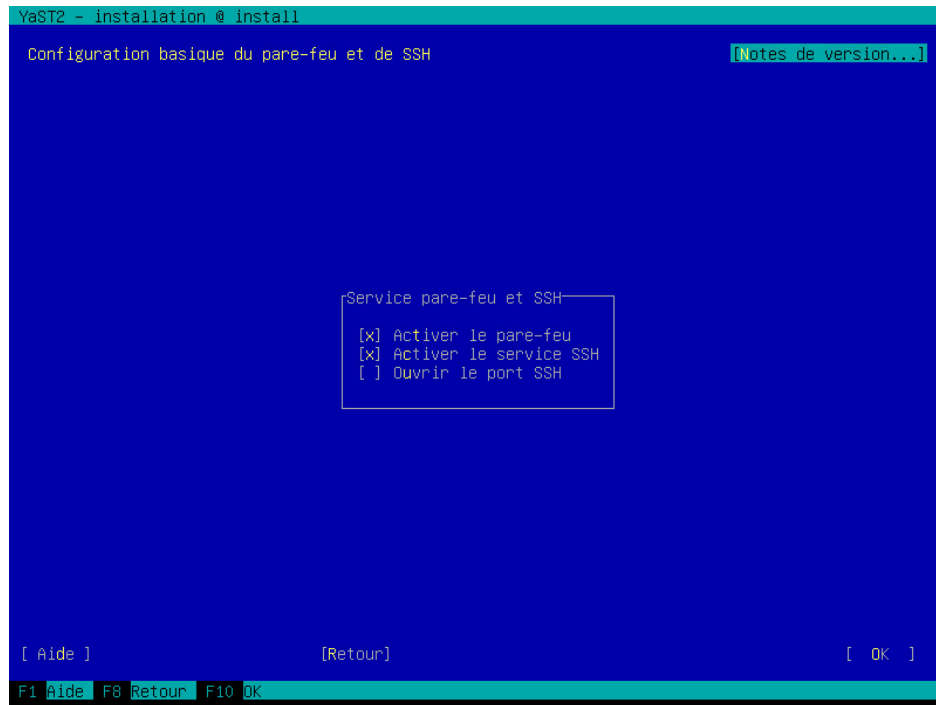 YaST2 - installation @ install
Configuration basique du pare-feu et de SSH [Notes de version...]
Service pare-feu et SSH
[x] Activer le pare-feu
[x] Activer le service SSH
[ ] Ouvrir le port SSH
[ Aide ] [Retour] [ OK ]
F1 Aide F8 Retour F10 OK